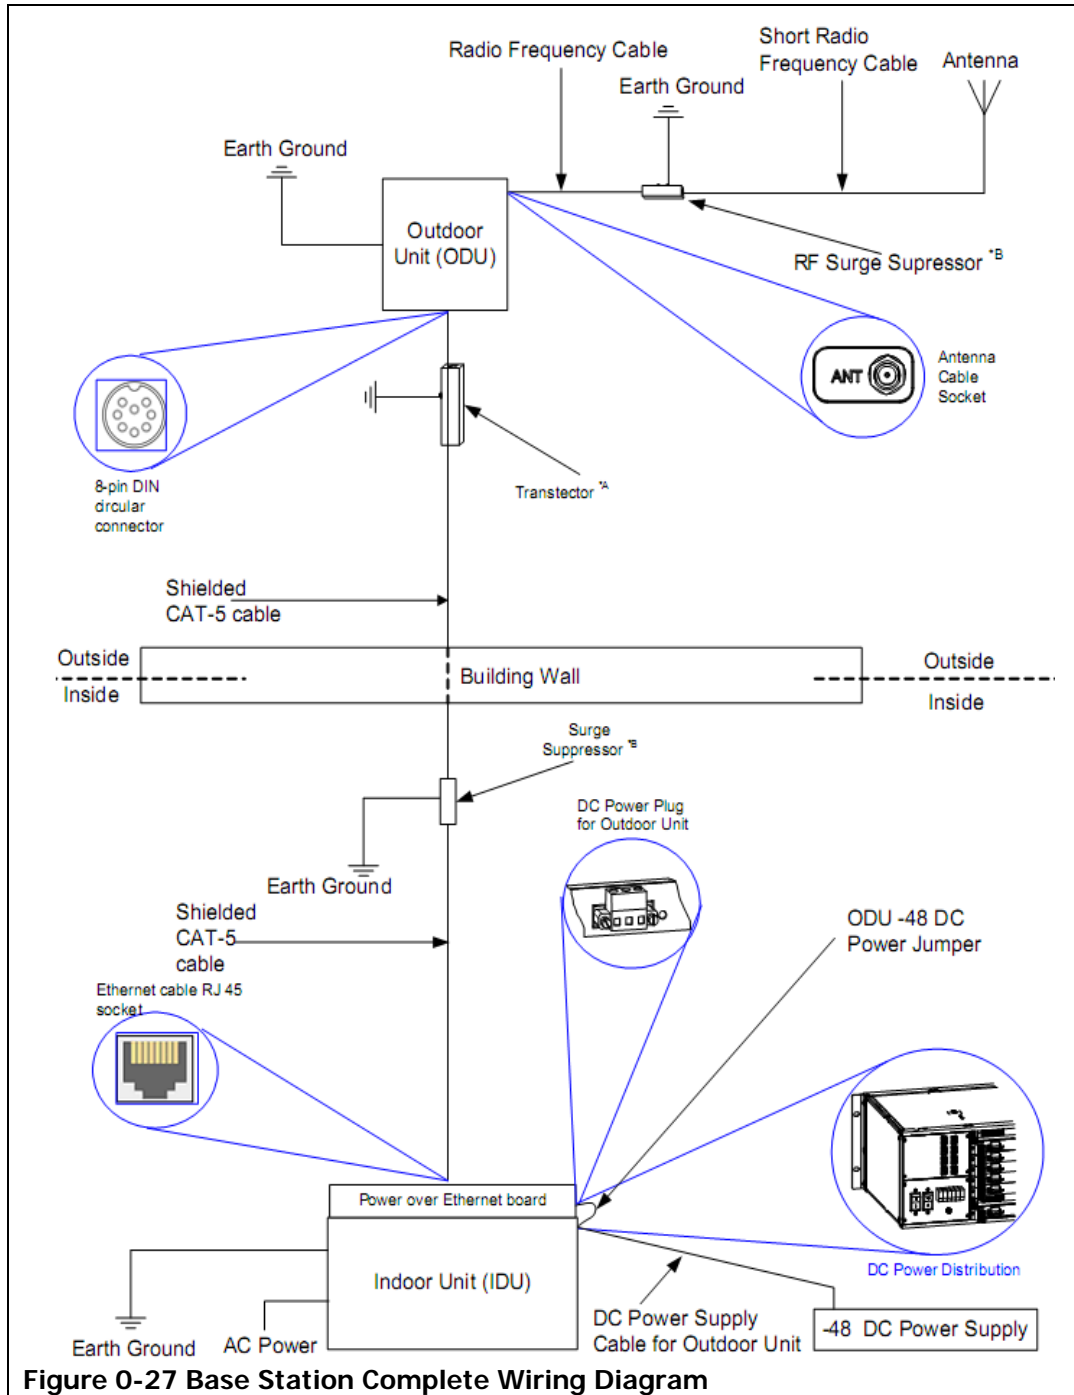 Radio Frequency Cable
Short Radio
Frequency Cable
Antenna
Earth Ground
Earth Ground
Outdoor
Unit (ODU)
RF Surge Supressor *B
ANT
Antenna
Cable
Socket
8-pin DIN
circular
connector
Transtector *A
Shielded
CAT-5 cable
Outside
Inside
Building Wall
Outside
Inside
Surge
Suppressor *B
DC Power Plug
for Outdoor Unit
Earth Ground
Shielded
CAT-5
cable
ODU -48 DC
Power Jumper
Ethernet cable RJ 45
socket
Power over Ethernet board
Indoor Unit (IDU)
DC Power Distribution
Earth Ground
AC Power
DC Power Supply
Cable for Outdoor Unit
-48 DC Power Supply
Figure 0-27 Base Station Complete Wiring Diagram